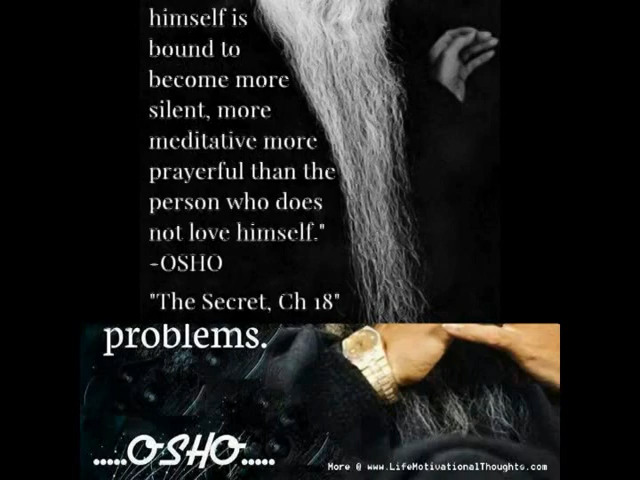 himself is
bound to
become more
silent, more
meditative more
prayerful than the
person who does
not love himself."
-OSHO
"The Secret, Ch 18"
problems.
.....OSHO.....
More @ www.LifeMotivationalThoughts.com